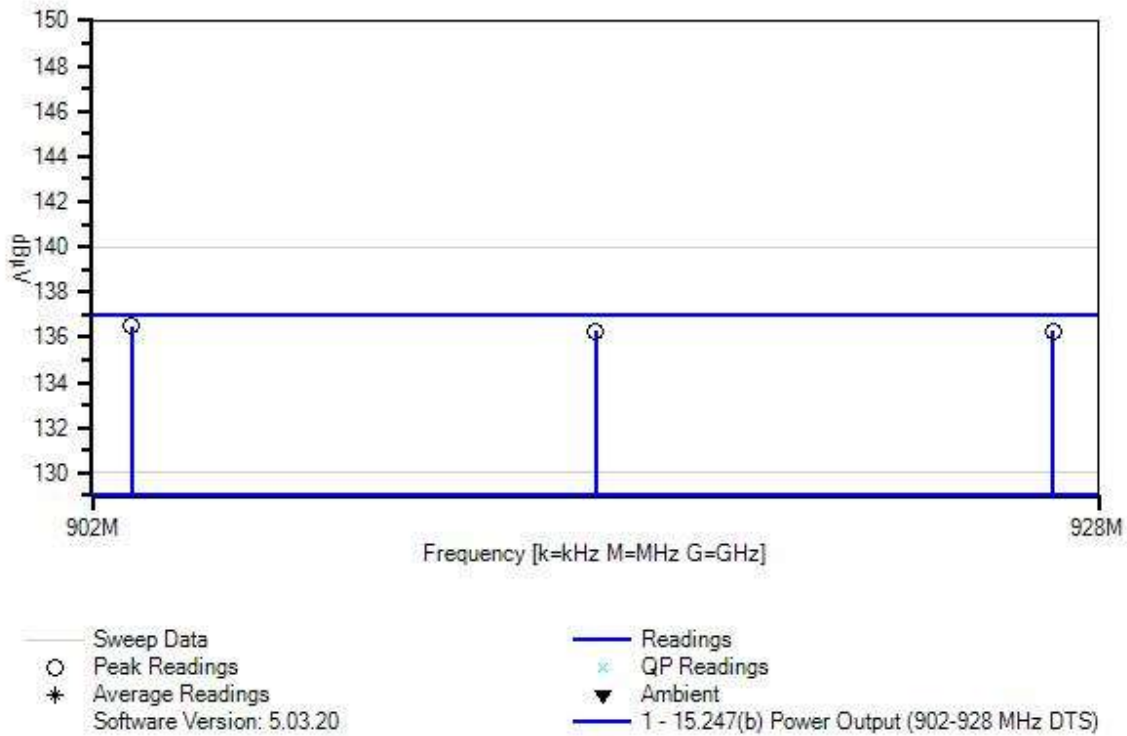 150
148
146
144
142
dBµV
140
138
136
134
132
130
902M
928M
Frequency [k=kHz M=MHz G=GHz]
Sweep Data
Readings
Peak Readings
QP Readings
Average Readings
Ambient
Software Version: 5.03.20
1 - 15.247(b) Power Output (902-928 MHz DTS)